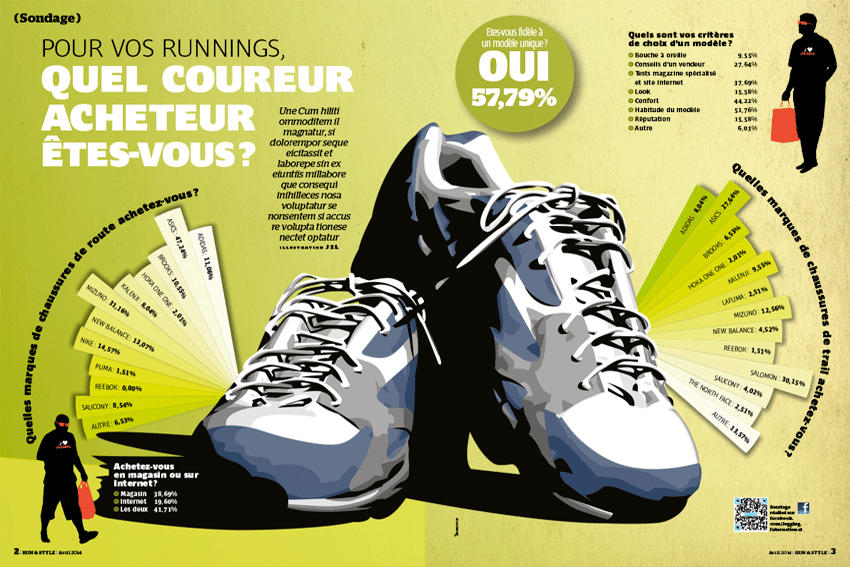 (Sondage)
POUR VOS RUNNINGS,
QUEL COUREUR
ACHETEUR
ÊTES-VOUS ?
Une Cum hiliti
ommoditem il
magnatur, si
dolorempor seque
eicitassit et
laborepe sin ex
eiuntiis millabore
que consequi
inihilleces nosa
voluptatur se
nonsentem si accus
re volupta tionese
nectet optatur
ILLUSTRATION J2L
Etes-vous fidèle à
un modèle unique ?
OUI
57,79%
Quels sont vos critères
de choix d'un modèle ?
Bouche à oreille 9,55%
Conseils d'un vendeur 27,64%
Tests magazine spécialisé
et site internet 37,69%
Look 15,58%
Confort 44,22%
Habitude du modèle 51,76%
Réputation 15,58%
Autre 6,03%
Quelles marques de chaussures de route achetez-vous ?
ADIDAS : 11,06%
ASICS : 47,24%
BROOKS : 10,55%
HOKA ONE ONE : 2,01%
KALENJI : 8,04%
MIZUNO : 31,16%
NEW BALANCE : 13,07%
NIKE : 14,57%
PUMA : 1,51%
REEBOK : 0,00%
SAUCONY : 8,54%
AUTRE : 6,53%
Quelles marques de chaussures de trail achetez-vous ?
ADIDAS : 8,04%
ASICS : 27,64%
BROOKS : 6,53%
HOKA ONE ONE : 2,01%
KALENJI : 9,55%
LAFUMA : 2,51%
MIZUNO : 12,56%
NEW BALANCE : 4,52%
REEBOK : 1,51%
SALOMON : 30,15%
SAUCONY : 4,02%
THE NORTH FACE : 2,51%
AUTRE : 13,57%
Achetez-vous
en magasin ou sur
Internet ?
Magasin 38,69%
Internet 19,60%
Les deux 41,71%
Sondage
réalisé sur
facebook.
com/jogging.
international
2 | RUN & STYLE | Avril 2014
Avril 2014 | RUN & STYLE | 3